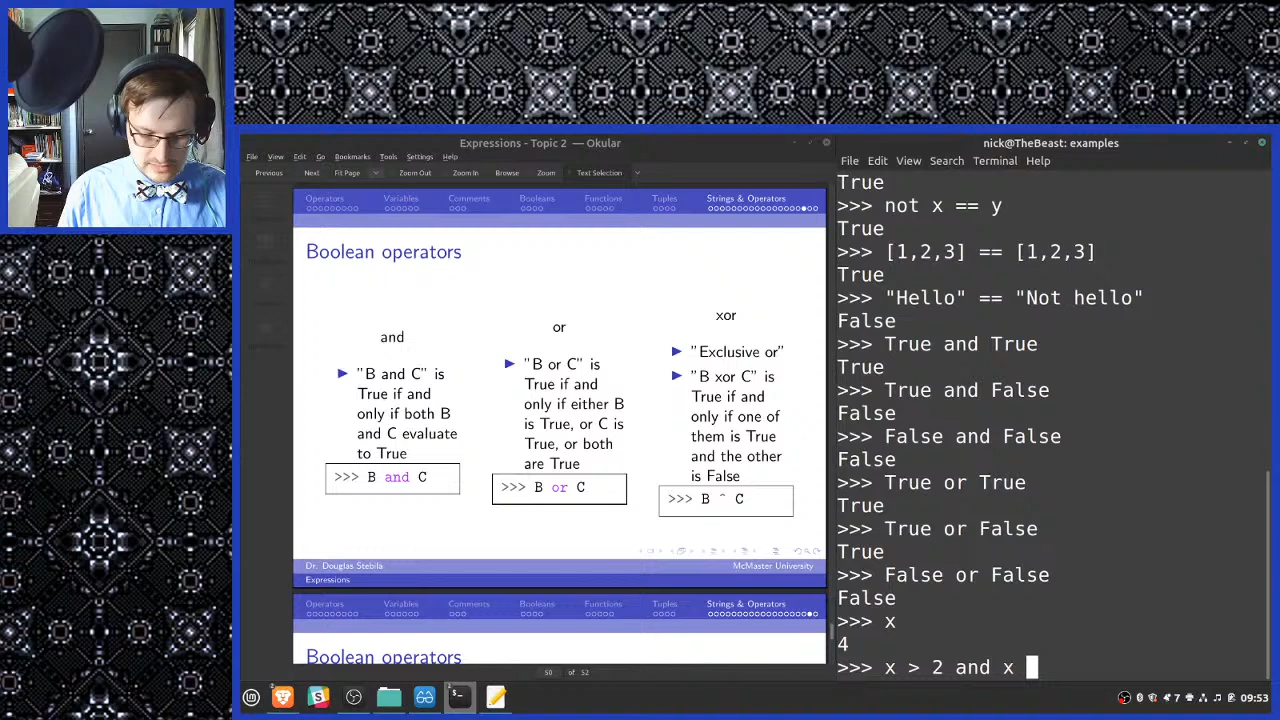 Expressions - Topic 2 — Okular
File View Edit Go Bookmarks Tools Settings Help
Previous Next Fit Page Zoom Out Zoom In Browse Zoom Text Selection
Operators Variables Comments Booleans Functions Tuples Strings & Operators
Boolean operators
and
▶ "B and C" is
True if and
only if both B
and C evaluate
to True
>>> B and C
or
▶ "B or C" is
True if and
only if either B
is True, or C is
True, or both
are True
>>> B or C
xor
▶ "Exclusive or"
▶ "B xor C" is
True if and
only if one of
them is True
and the other
is False
>>> B ^ C
Dr. Douglas Stebila McMaster University
Expressions
Operators Variables Comments Booleans Functions Tuples Strings & Operators
Boolean operators
50 of 52
nick@TheBeast: examples
File Edit View Search Terminal Help
True
>>> not x == y
True
>>> [1,2,3] == [1,2,3]
True
>>> "Hello" == "Not hello"
False
>>> True and True
True
>>> True and False
False
>>> False and False
False
>>> True or True
True
>>> True or False
True
>>> False or False
False
>>> x
4
>>> x > 2 and x
7 09:53